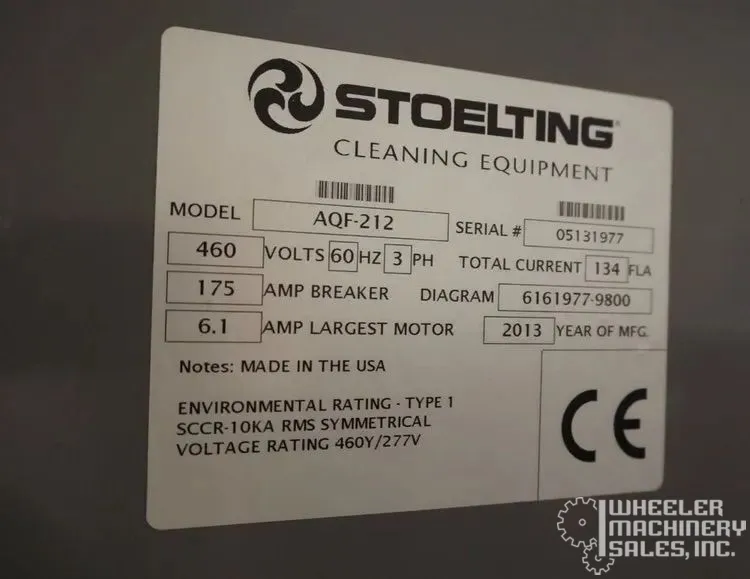 STOELTING®
CLEANING EQUIPMENT
MODEL AQF-212 SERIAL # 05131977
460 VOLTS 60 HZ 3 PH TOTAL CURRENT 134 FLA
175 AMP BREAKER DIAGRAM 6161977-9800
6.1 AMP LARGEST MOTOR 2013 YEAR OF MFG.
Notes: MADE IN THE USA
ENVIRONMENTAL RATING - TYPE 1
SCCR-10KA RMS SYMMETRICAL
VOLTAGE RATING 460Y/277V
CE
WHEELER
MACHINERY
SALES, INC.